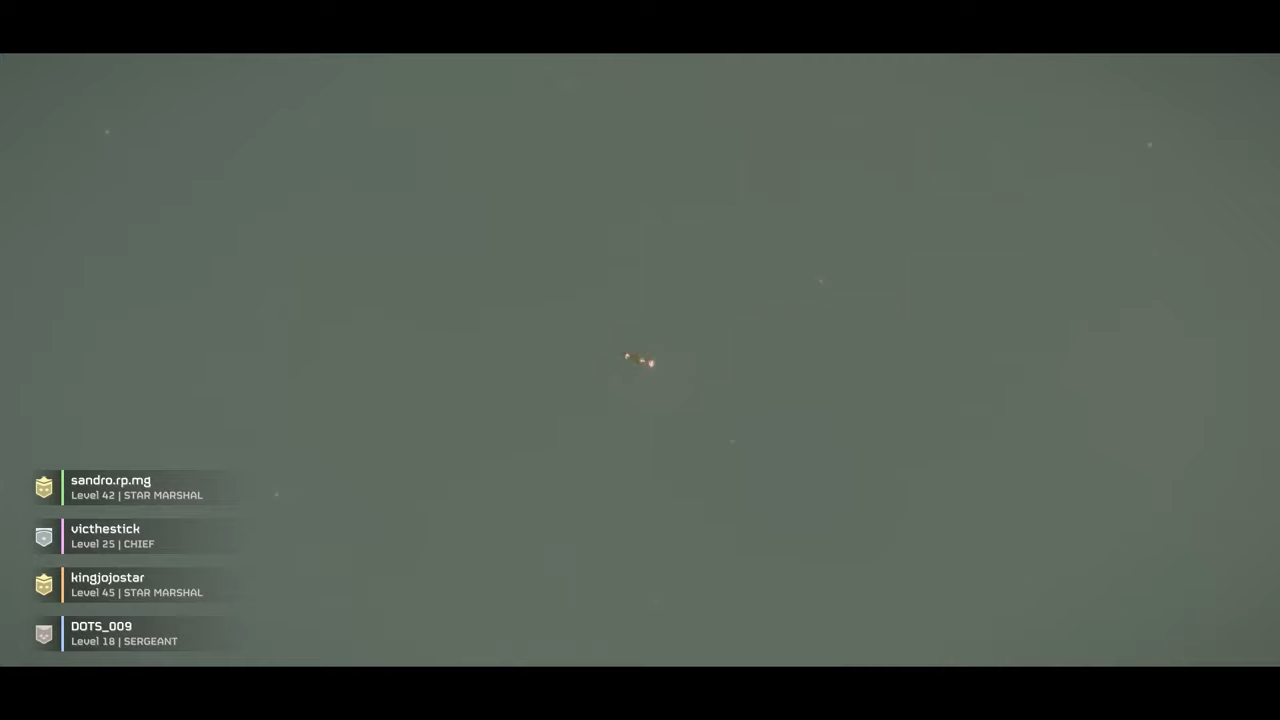 sandro.rp.mg
Level 42 | STAR MARSHAL
victhestick
Level 25 | CHIEF
kingjojostar
Level 45 | STAR MARSHAL
DOTS_009
Level 18 | SERGEANT